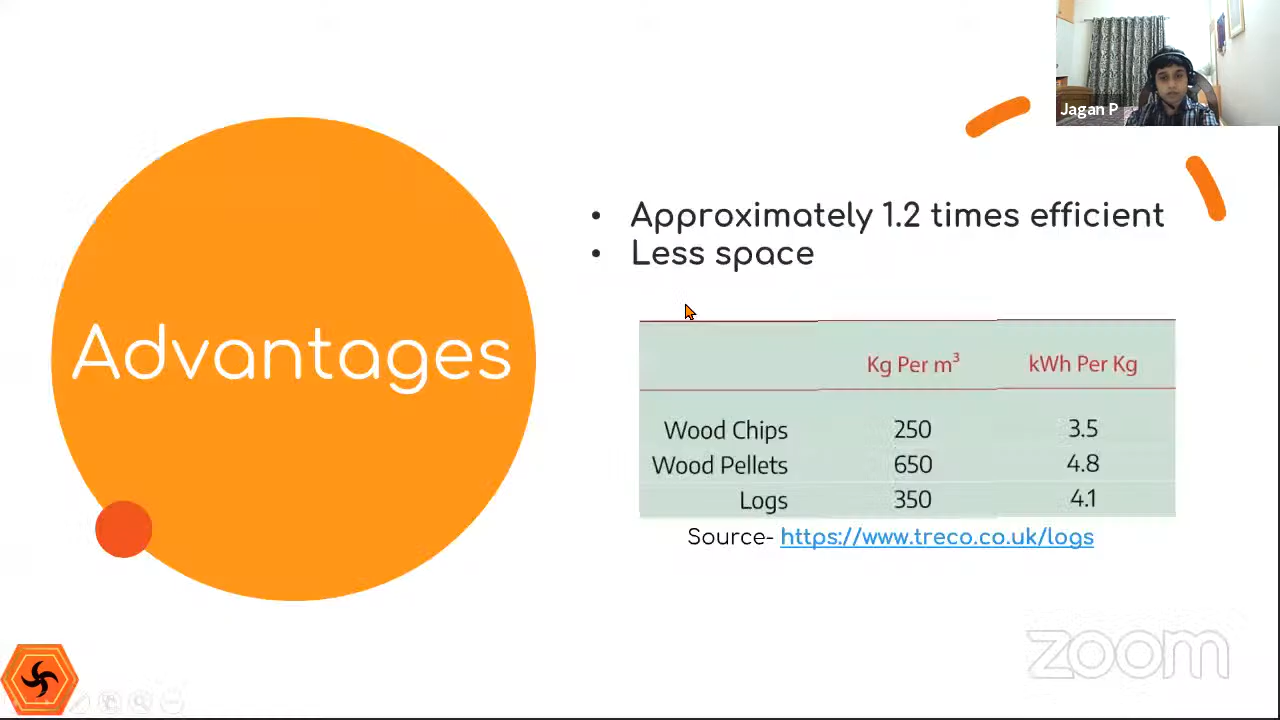 Jagan P
Advantages
• Approximately 1.2 times efficient
• Less space
Kg Per m³ kWh Per Kg
Wood Chips 250 3.5
Wood Pellets 650 4.8
Logs 350 4.1
Source- https://www.treco.co.uk/logs
zoom